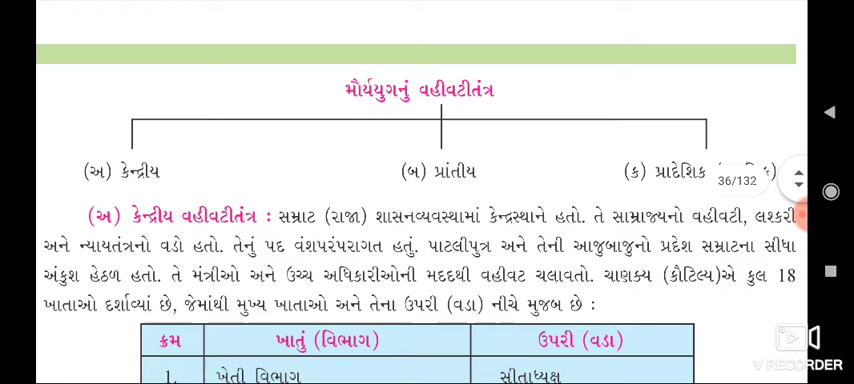 મૌર્યયુગનું વહીવટીતંત્ર
(અ) કેન્દ્રીય (બ) પ્રાંતીય (ક) પ્રાદેશિક
36/132
(અ) કેન્દ્રીય વહીવટીતંત્ર : સમ્રાટ (રાજા) શાસનવ્યવસ્થામાં કેન્દ્રસ્થાને હતો. તે સામ્રાજ્યનો વહીવટી, લશ્કરી
અને ન્યાયતંત્રનો વડો હતો. તેનું પદ વંશપરંપરાગત હતું. પાટલીપુત્ર અને તેની આજુબાજુનો પ્રદેશ સમ્રાટના સીધા
અંકુશ હેઠળ હતો. તે મંત્રીઓ અને ઉચ્ચ અધિકારીઓની મદદથી વહીવટ ચલાવતો. ચાણક્ય (કૌટિલ્ય)એ કુલ 18
ખાતાઓ દર્શાવ્યાં છે, જેમાંથી મુખ્ય ખાતાઓ અને તેના ઉપરી (વડા) નીચે મુજબ છે :
ક્રમ ખાતું (વિભાગ) ઉપરી (વડા)
1. ખેતી વિભાગ સીતાધ્યક્ષ
V RECORDER